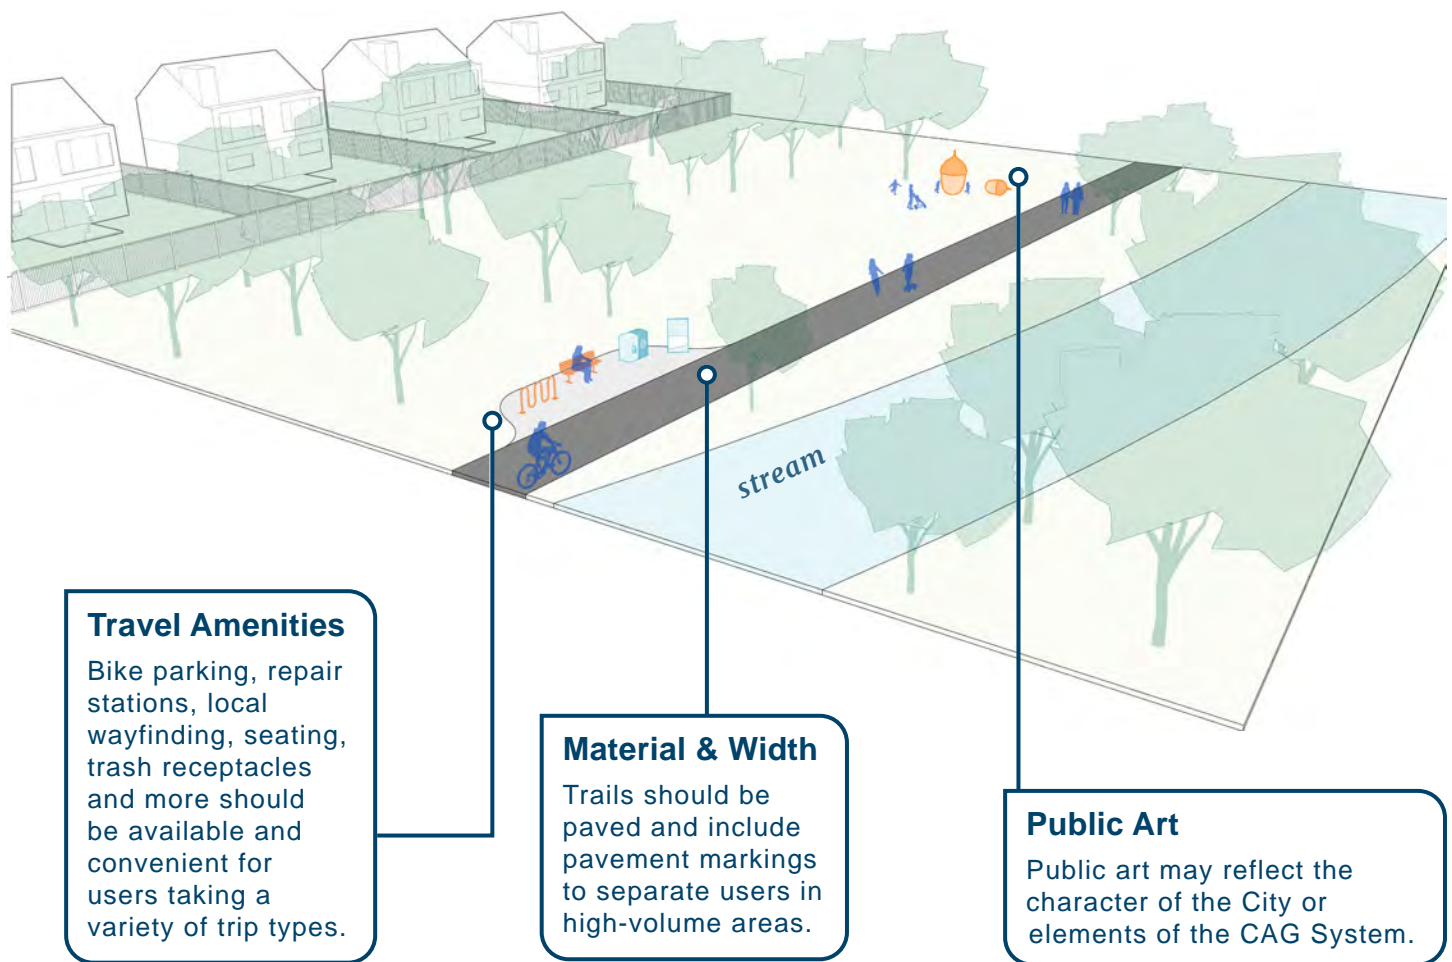 stream
Travel Amenities
Bike parking, repair
stations, local
wayfinding, seating,
trash receptacles
and more should
be available and
convenient for
users taking a
variety of trip types.
Material & Width
Trails should be
paved and include
pavement markings
to separate users in
high-volume areas.
Public Art
Public art may reflect the
character of the City or
elements of the CAG System.